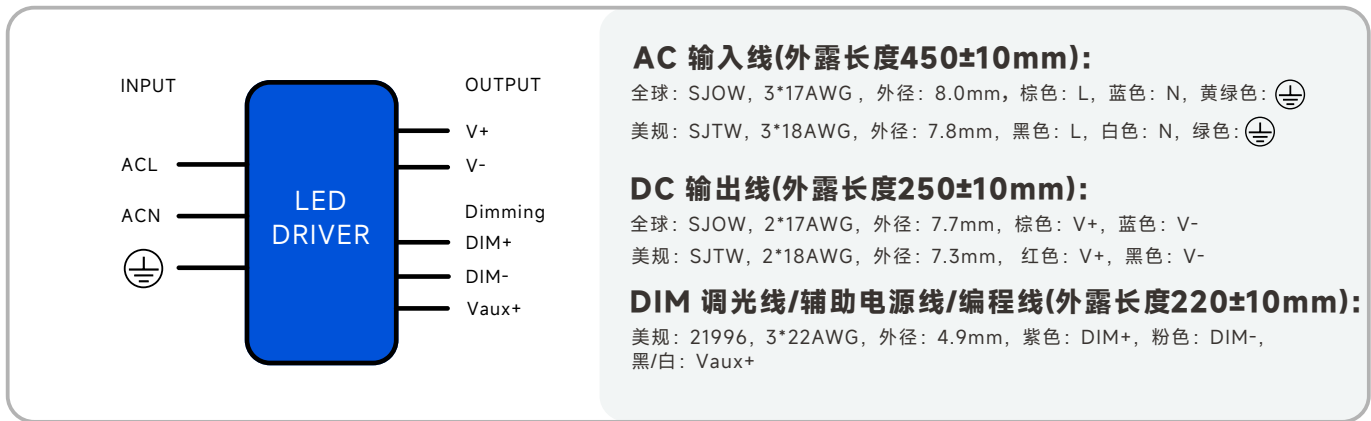 INPUT
OUTPUT
V+
V-
ACL
ACN
LED
DRIVER
Dimming
DIM+
DIM-
Vaux+
AC 输入线(外露长度450±10mm):
全球: SJOW, 3*17AWG , 外径: 8.0mm, 棕色: L, 蓝色: N, 黄绿色:
美规: SJTW, 3*18AWG, 外径: 7.8mm, 黑色: L, 白色: N, 绿色:
DC 输出线(外露长度250±10mm):
全球: SJOW, 2*17AWG, 外径: 7.7mm, 棕色: V+, 蓝色: V-
美规: SJTW, 2*18AWG, 外径: 7.3mm, 红色: V+, 黑色: V-
DIM 调光线/辅助电源线/编程线(外露长度220±10mm):
美规: 21996, 3*22AWG, 外径: 4.9mm, 紫色: DIM+, 粉色: DIM-,
黑/白: Vaux+